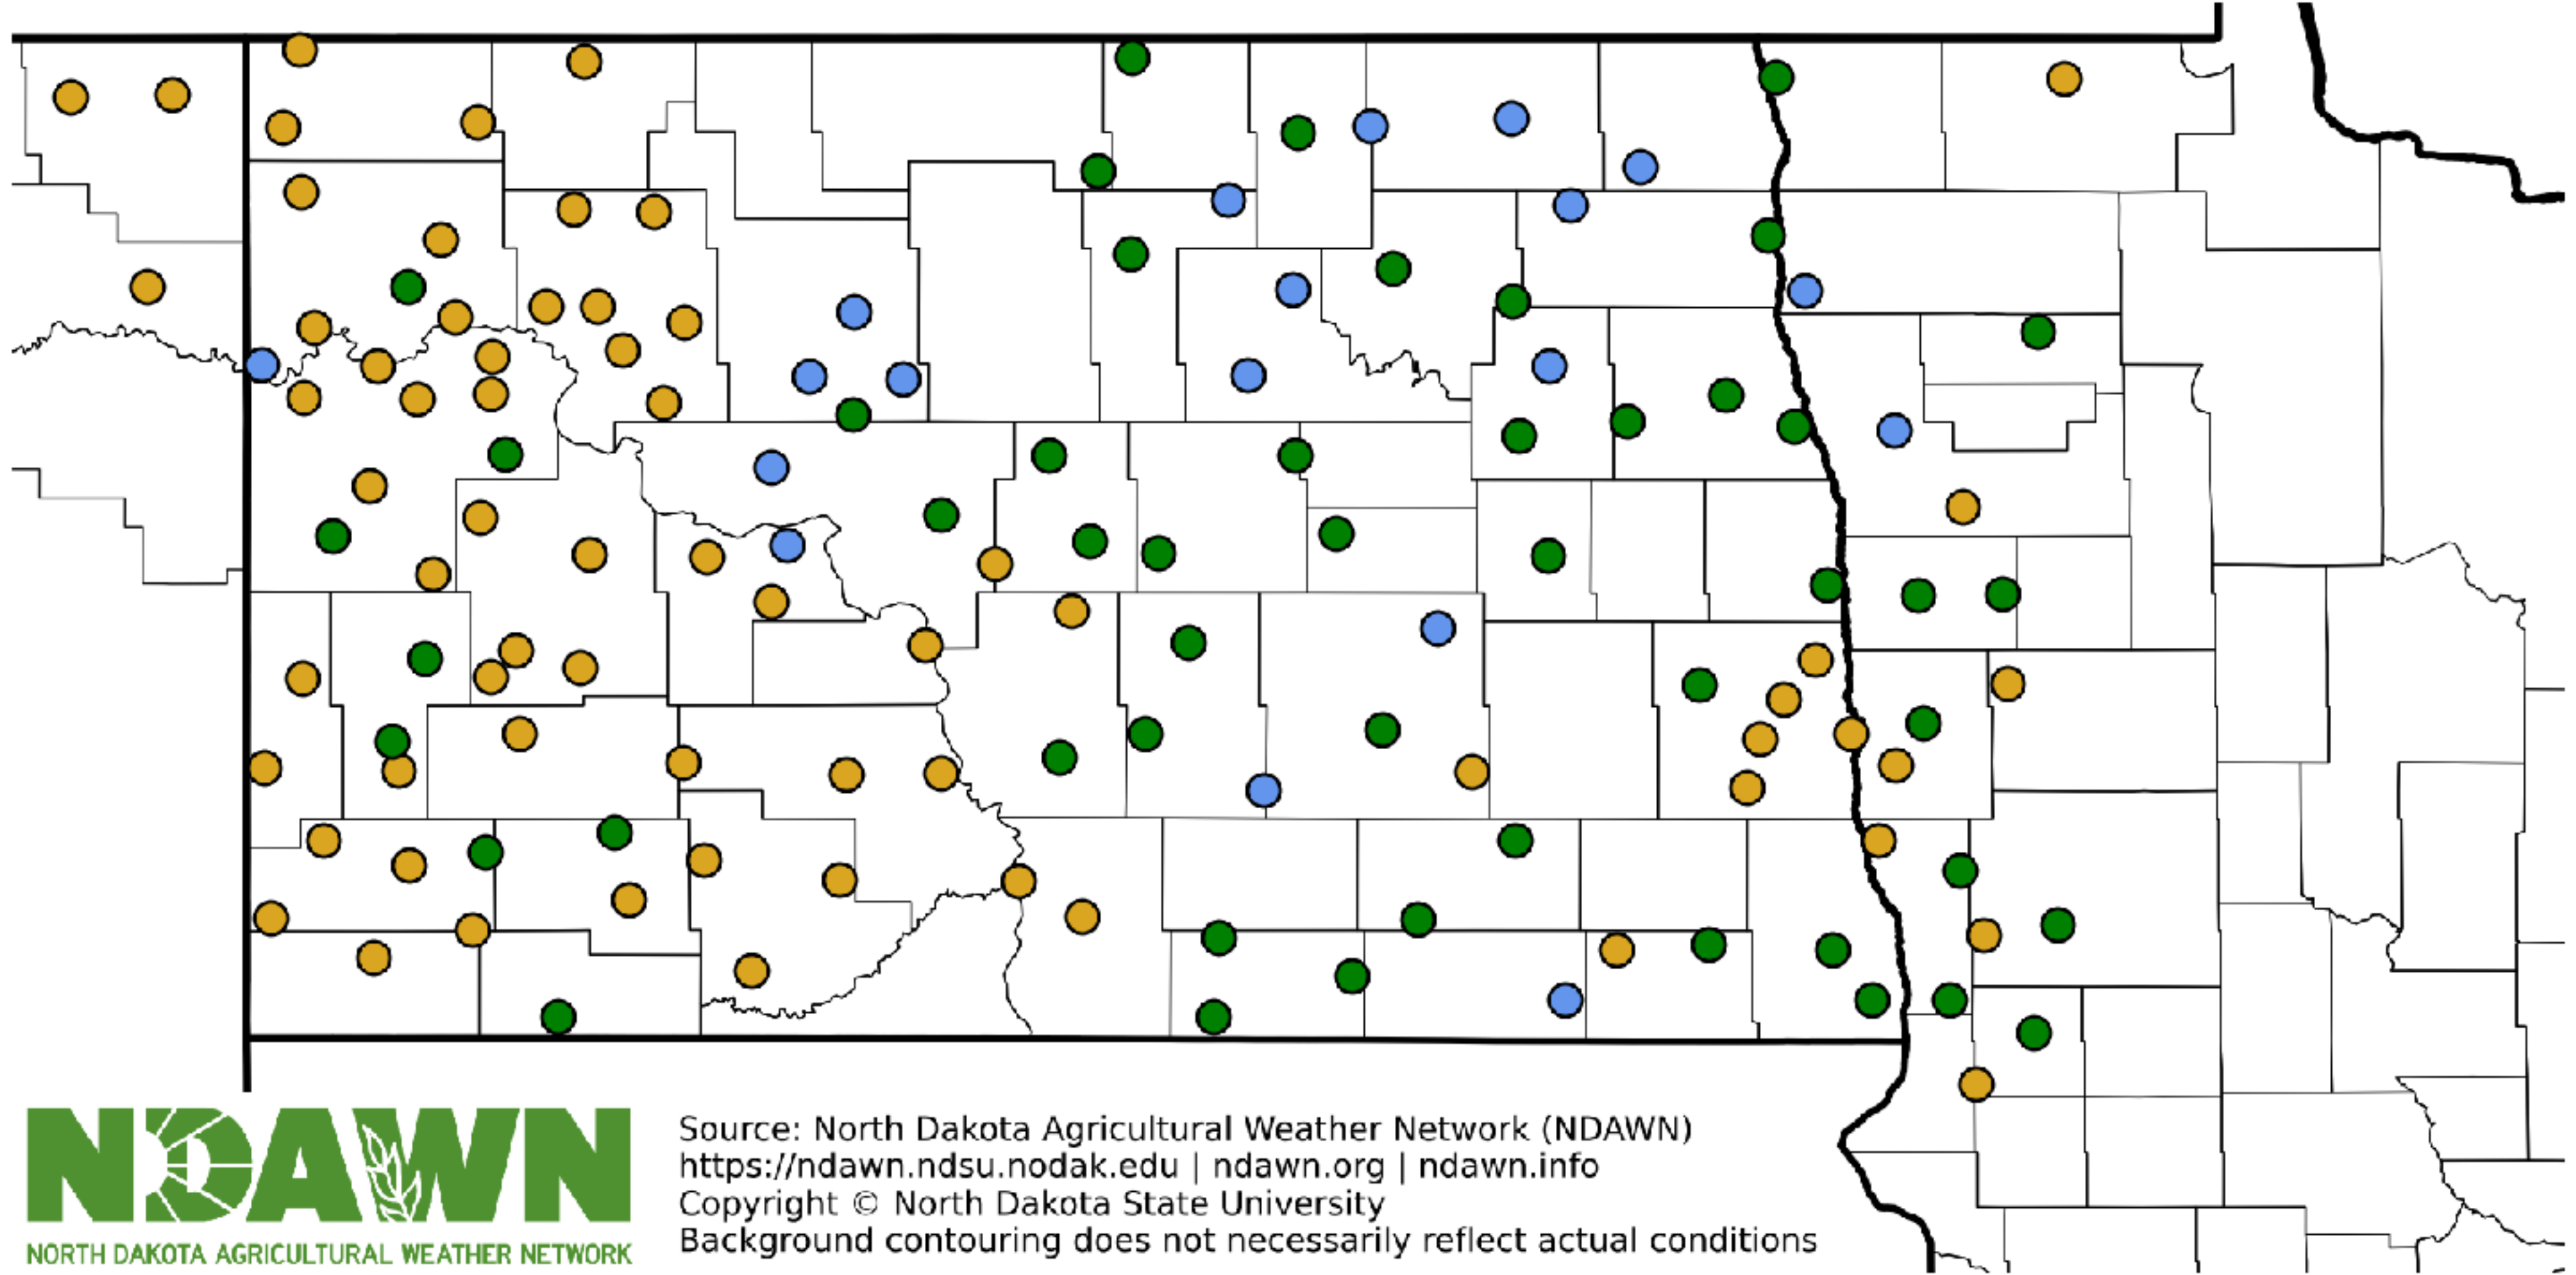 NDAWN
NORTH DAKOTA AGRICULTURAL WEATHER NETWORK
Source: North Dakota Agricultural Weather Network (NDAWN)
https://ndawn.ndsu.nodak.edu | ndawn.org | ndawn.info
Copyright © North Dakota State University
Background contouring does not necessarily reflect actual conditions